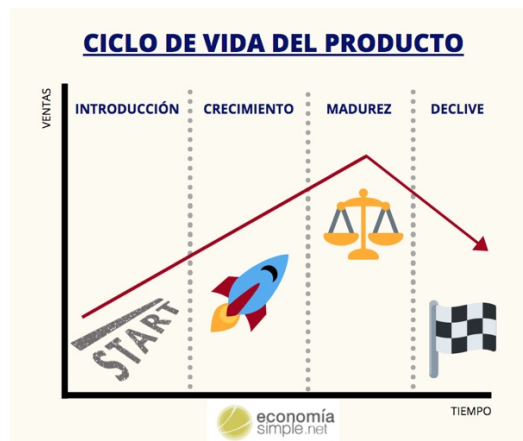 CICLO DE VIDA DEL PRODUCTO
VENTAS
INTRODUCCIÓN
CRECIMIENTO
MADUREZ
DECLIVE
START
TIEMPO
economía
simple.net